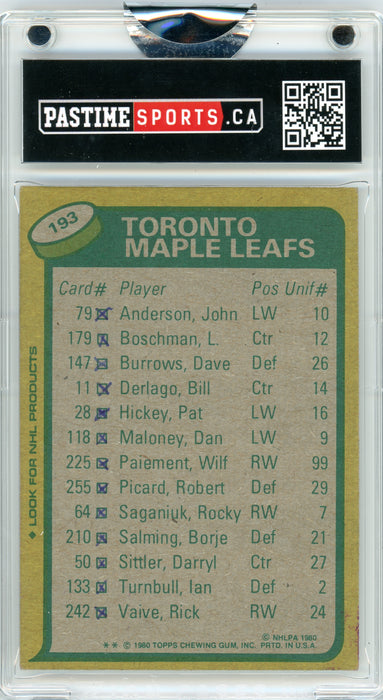 PASTIMESPORTS.CA
193
TORONTO
MAPLE LEAFS
Card# Player Pos Unif#
79 Anderson, John LW 10
179 Boschman, L. Ctr 12
147 Burrows, Dave Def 26
11 Derlago, Bill Ctr 14
28 Hickey, Pat LW 16
118 Maloney, Dan LW 9
225 Paiement, Wilf RW 99
255 Picard, Robert Def 29
64 Saganiuk, Rocky RW 7
210 Salming, Borje Def 21
50 Sittler, Darryl Ctr 27
133 Turnbull, Ian Def 2
242 Vaive, Rick RW 24
© NHLPA 1980
** © 1980 TOPPS CHEWING GUM, INC. PRTD. IN U.S.A.
◆ LOOK FOR NHL PRODUCTS